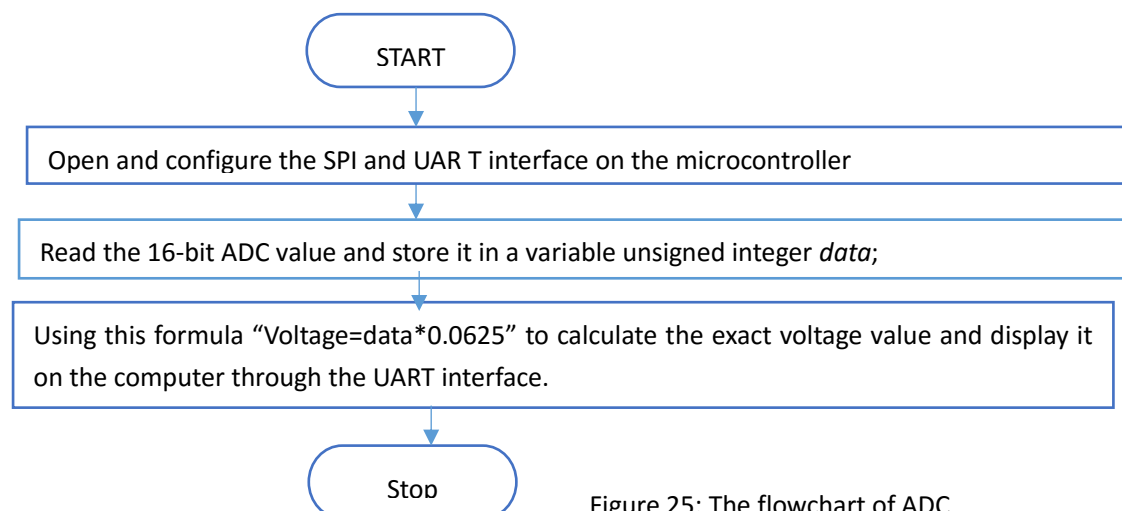 START
Open and configure the SPI and UAR T interface on the microcontroller
Read the 16-bit ADC value and store it in a variable unsigned integer data;
Using this formula “Voltage=data*0.0625” to calculate the exact voltage value and display it
on the computer through the UART interface.
Stop
Figure 25: The flowchart of ADC